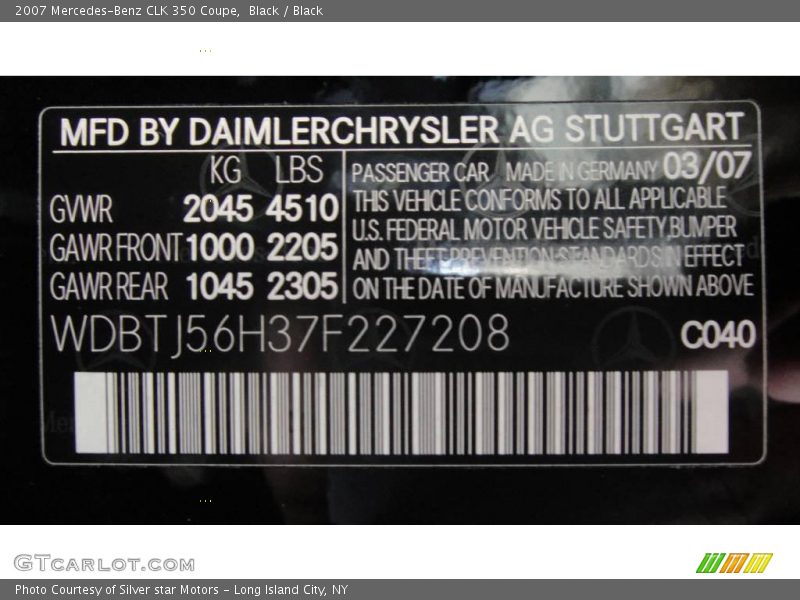 2007 Mercedes-Benz CLK 350 Coupe,  Black / Black
MFD BY DAIMLERCHRYSLER AG STUTTGART
KG LBS
GVWR 2045 4510
GAWR FRONT 1000 2205
GAWR REAR 1045 2305
PASSENGER CAR MADE IN GERMANY 03/07
THIS VEHICLE CONFORMS TO ALL APPLICABLE
U.S. FEDERAL MOTOR VEHICLE SAFETY, BUMPER
AND THEFT PREVENTION STANDARDS IN EFFECT
ON THE DATE OF MANUFACTURE SHOWN ABOVE
WDBTJ56H37F227208 C040
GTCARLOT.COM
Photo Courtesy of Silver star Motors - Long Island City, NY